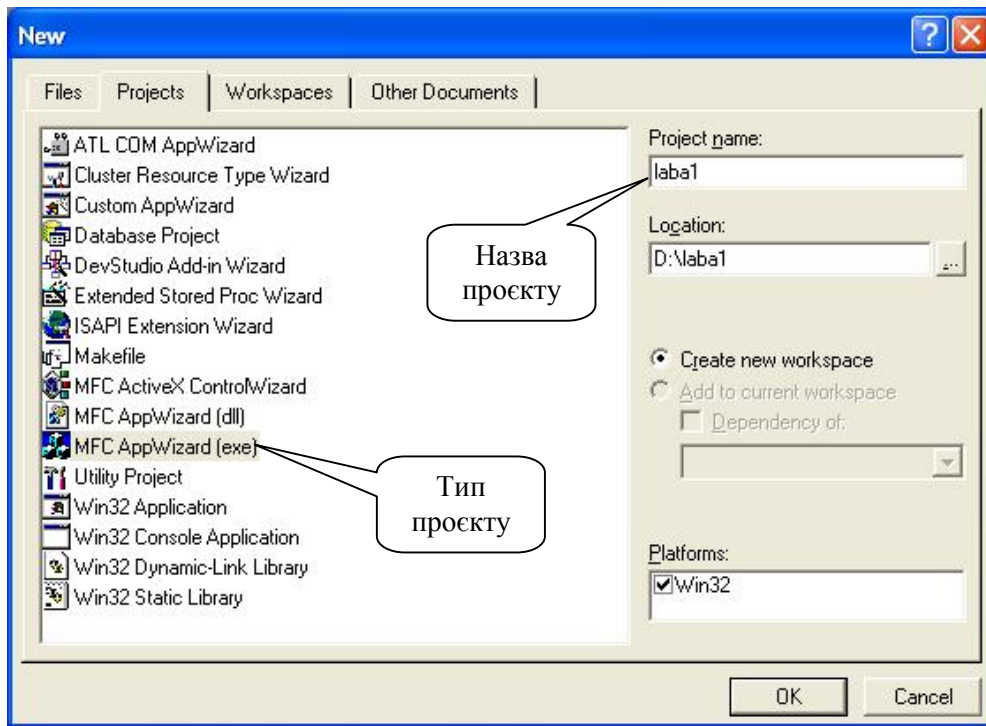 New
Files
Projects
Workspaces
Other Documents
ATL COM AppWizard
Cluster Resource Type Wizard
Custom AppWizard
Database Project
DevStudio Add-in Wizard
Extended Stored Proc Wizard
ISAPI Extension Wizard
Makefile
MFC ActiveX ControlWizard
MFC AppWizard (dll)
MFC AppWizard (exe)
Utility Project
Win32 Application
Win32 Console Application
Win32 Dynamic-Link Library
Win32 Static Library
Назва
проєкту
Тип
проєкту
Project name:
laba1
Location:
D:\laba1
...
Create new workspace
Add to current workspace
Dependency of:
Platforms:
Win32
OK
Cancel